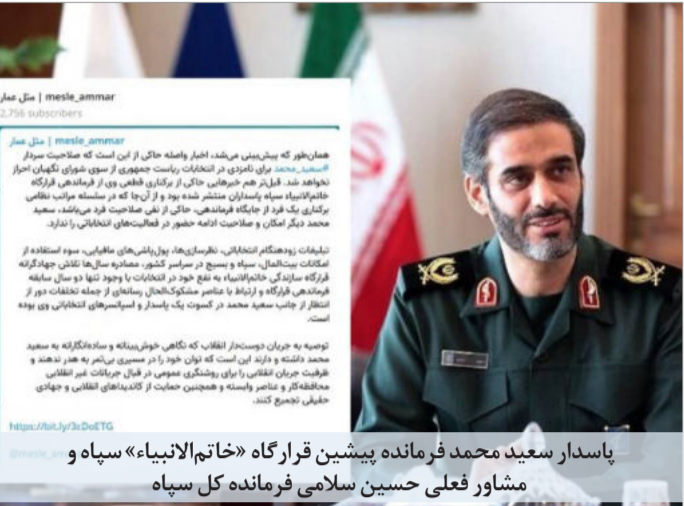 mesle_ammar | مثل عمار
2,756 subscribers
mesle_ammar | مثل عمار
همان‌طور که پیش‌بینی می‌شد، اخبار واصله حاکی از این است که صلاحیت سردار
#سعید_محمد برای نامزدی در انتخابات ریاست جمهوری از سوی شورای نگهبان احراز
نخواهد شد. قبل‌تر هم خبرهایی حاکی از برکناری قطعی وی از فرماندهی قرارگاه
خاتم‌الانبیاء سپاه پاسداران منتشر شده بود و از آن‌جا که در سلسله مراتب نظامی
برکناری یک فرد از جایگاه فرماندهی، حاکی از نفی صلاحیت فرد می‌باشد، سعید
محمد دیگر امکان و صلاحیت ادامه حضور در فعالیت‌های انتخاباتی را ندارد.
تبلیغات زودهنگام انتخاباتی، نظرسازی‌ها، پول‌پاشی‌های مافیایی، سوء استفاده از
امکانات بیت‌المال، سپاه و بسیج در سراسر کشور، مصادره سال‌ها تلاش جهادگرانه
قرارگاه سازندگی خاتم‌الانبیاء به نفع خود در انتخابات با وجود تنها دو سال سابقه
فرماندهی قرارگاه و ارتباط با عناصر مشکوک‌الحال رسانه‌ای از جمله تخلفات دور از
انتظار از جانب سعید محمد در کسوت یک پاسدار و اسپانسرهای انتخاباتی وی بوده
است.
توصیه به جریان دوست‌دار انقلاب که نگاهی خوش‌بینانه و ساده‌انگارانه به سعید
محمد داشته و دارند این است که توان خود را در مسیری بی‌ثمر به هدر ندهند و
ظرفیت جریان انقلابی را برای روشنگری عمومی در قبال جریانات غیر انقلابی
محافظه‌کار و عناصر وابسته و همچنین حمایت از کاندیداهای انقلابی و جهادی
حقیقی تجمیع کنند.
https://bit.ly/3cDoETG
پاسدار سعید محمد فرمانده پیشین قرارگاه «خاتم‌الانبیاء» سپاه و
مشاور فعلی حسین سلامی فرمانده کل سپاه